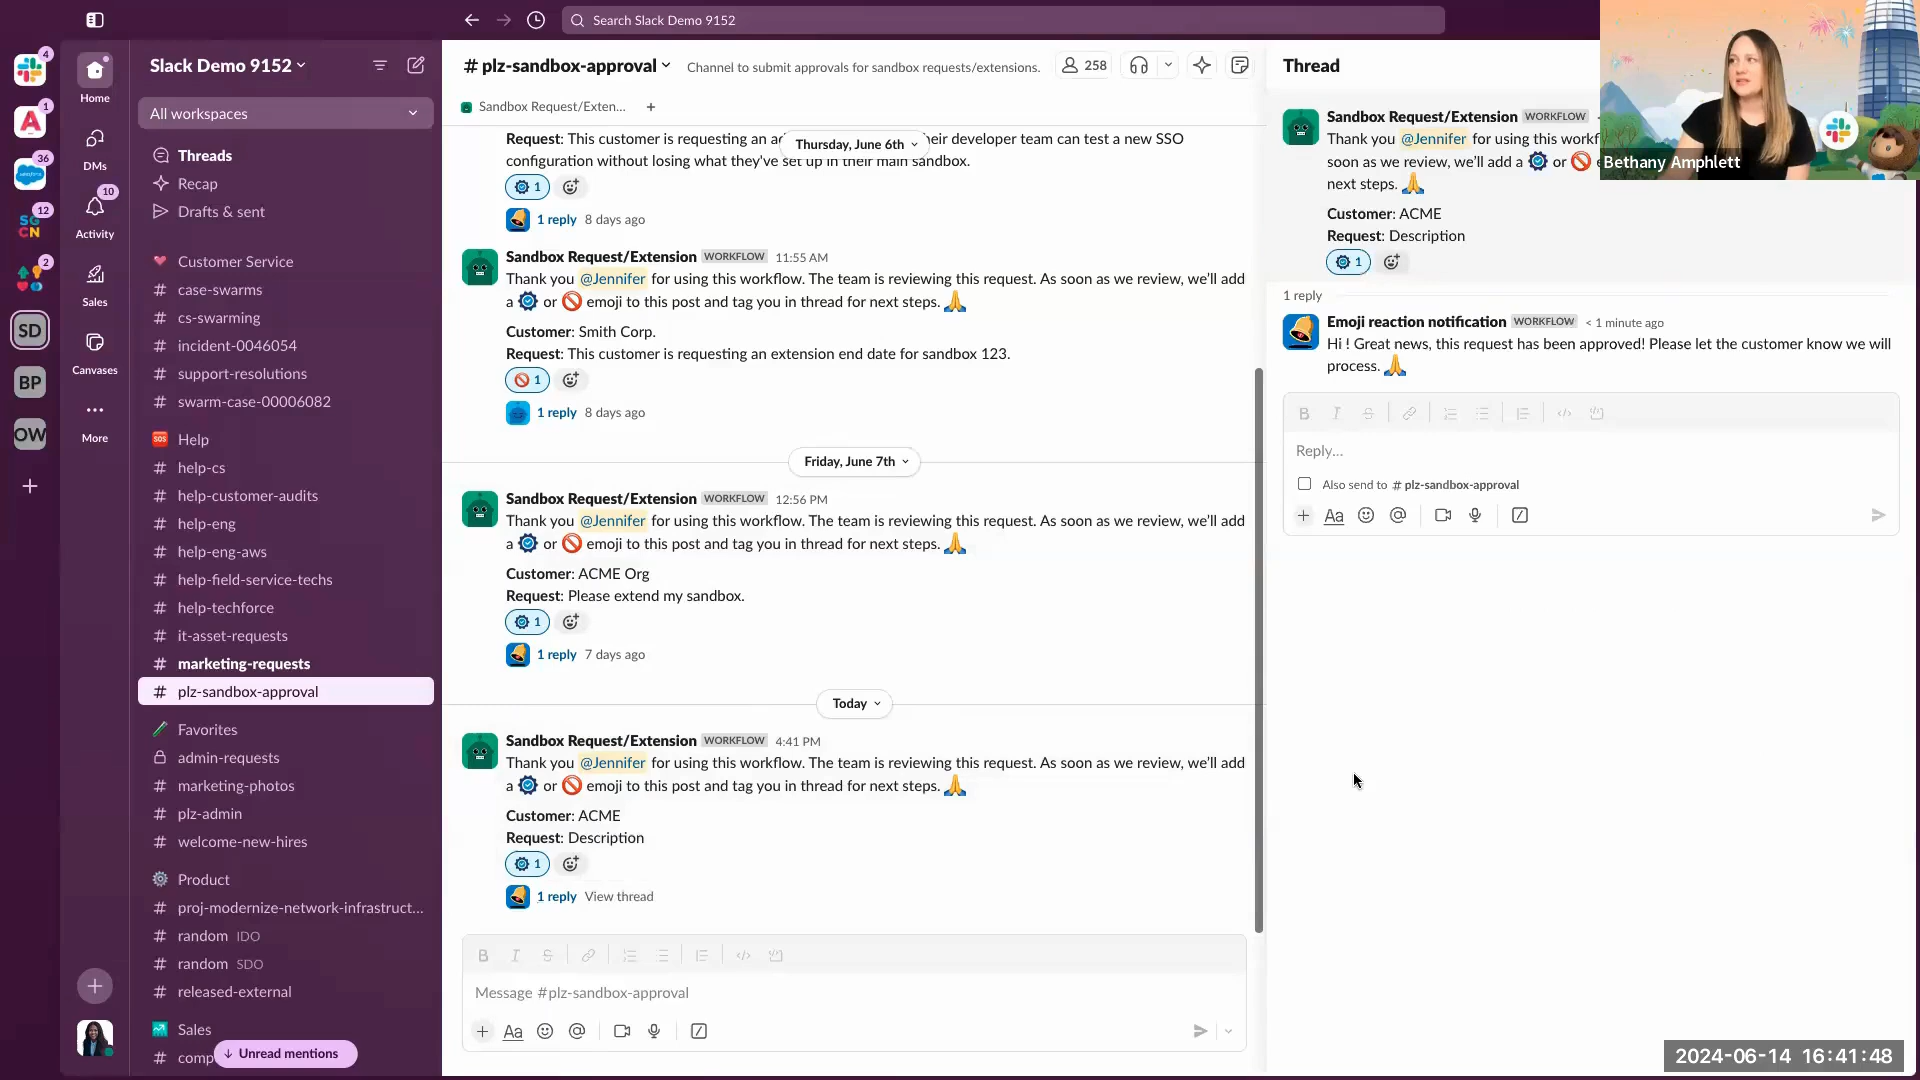 Search Slack Demo 9152
4
1
36
12
2
SGCN
SD
BP
OW
Home
DMs
10
Activity
Sales
Canvases
More
Slack Demo 9152
All workspaces
Threads
Recap
Drafts & sent
Customer Service
# case-swarms
# cs-swarming
# incident-0046054
# support-resolutions
# swarm-case-00006082
SOS Help
# help-cs
# help-customer-audits
# help-eng
# help-eng-aws
# help-field-service-techs
# help-techforce
# it-asset-requests
# marketing-requests
# plz-sandbox-approval
Favorites
admin-requests
# marketing-photos
# plz-admin
# welcome-new-hires
Product
# proj-modernize-network-infrastruct...
# random IDO
# random SDO
# released-external
Sales
# comp
Unread mentions
# plz-sandbox-approval
Channel to submit approvals for sandbox requests/extensions.
258
Sandbox Request/Exten...
Thursday, June 6th
Request: This customer is requesting an ad heir developer team can test a new SSO
configuration without losing what they've set up in their main sandbox.
1
1 reply 8 days ago
Sandbox Request/Extension WORKFLOW 11:55 AM
Thank you @Jennifer for using this workflow. The team is reviewing this request. As soon as we review, we'll add
a or emoji to this post and tag you in thread for next steps.
Customer: Smith Corp.
Request: This customer is requesting an extension end date for sandbox 123.
1
1 reply 8 days ago
Friday, June 7th
Sandbox Request/Extension WORKFLOW 12:56 PM
Thank you @Jennifer for using this workflow. The team is reviewing this request. As soon as we review, we'll add
a or emoji to this post and tag you in thread for next steps.
Customer: ACME Org
Request: Please extend my sandbox.
1
1 reply 7 days ago
Today
Sandbox Request/Extension WORKFLOW 4:41 PM
Thank you @Jennifer for using this workflow. The team is reviewing this request. As soon as we review, we'll add
a or emoji to this post and tag you in thread for next steps.
Customer: ACME
Request: Description
1
1 reply View thread
B I S
Message #plz-sandbox-approval
Aa
Thread
Sandbox Request/Extension WORKFLOW
Thank you @Jennifer for using this workf
soon as we review, we'll add a or
next steps.
Customer: ACME
Request: Description
1
1 reply
Emoji reaction notification WORKFLOW < 1 minute ago
Hi ! Great news, this request has been approved! Please let the customer know we will
process.
B I S
Reply...
Also send to # plz-sandbox-approval
Aa
Bethany Amphlett
2024-06-14 16:41:48